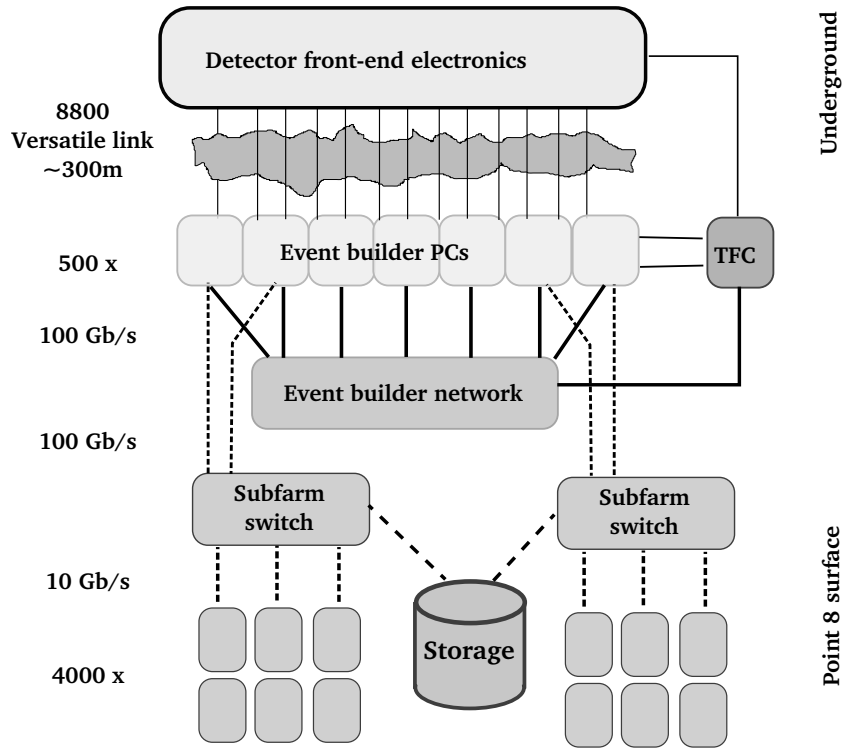 Detector front-end electronics
Underground
8800
Versatile link
~300m
Event builder PCs
TFC
500 x
100 Gb/s
Event builder network
100 Gb/s
Subfarm
switch
Subfarm
switch
10 Gb/s
Storage
4000 x
Point 8 surface